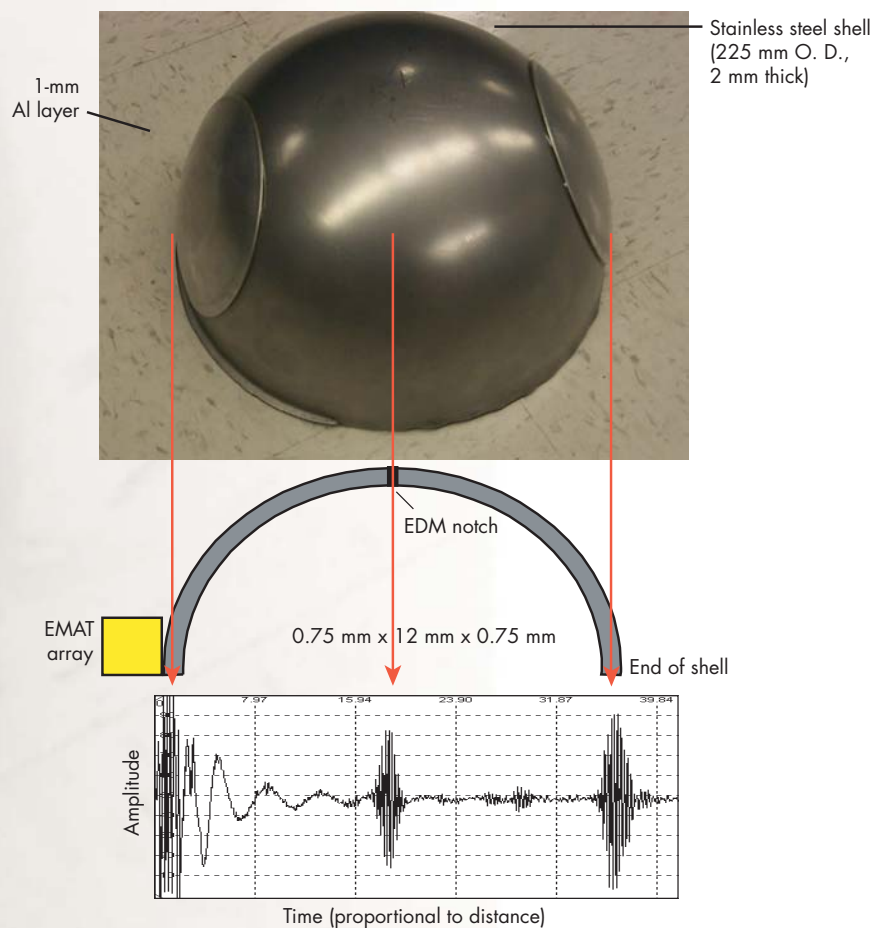 Stainless steel shell
(225 mm O. D.,
2 mm thick)
1-mm
Al layer
EDM notch
EMAT
array
0.75 mm x 12 mm x 0.75 mm
End of shell
0
7.97
15.94
23.90
31.87
39.84
Amplitude
Time (proportional to distance)